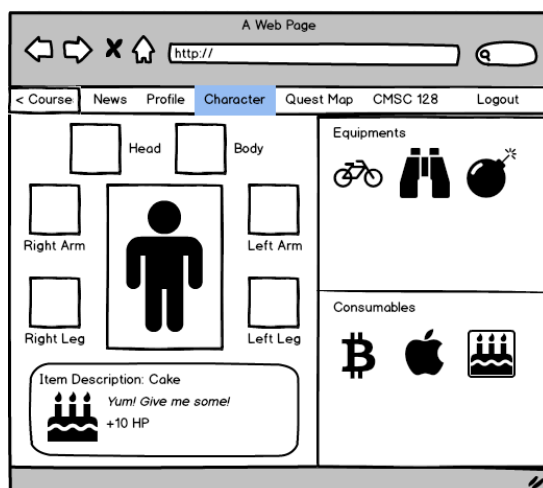 A Web Page
http://
< Course News Profile Character Quest Map CMSC 128 Logout
Head Body
Right Arm Left Arm
Right Leg Left Leg
Item Description: Cake
Yum! Give me some!
+10 HP
Equipments
Consumables